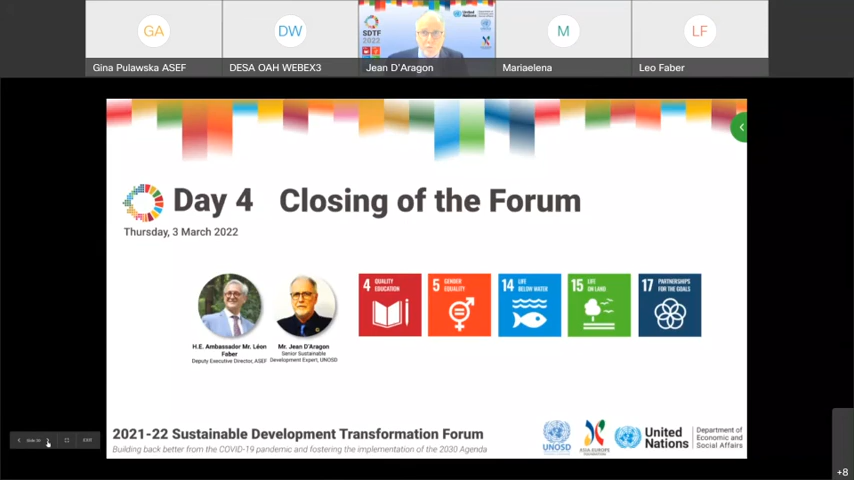 GA
DW
SDTF
2022
United
Nations
M
LF
Gina Pulawska ASEF
DESA OAH WEBEX3
Jean D'Aragon
Mariaelena
Leo Faber
Day 4 Closing of the Forum
Thursday, 3 March 2022
4 QUALITY
EDUCATION
5 GENDER
EQUALITY
14 LIFE
BELOW WATER
15 LIFE
ON LAND
17 PARTNERSHIPS
FOR THE GOALS
H.E. Ambassador Mr. Léon
Faber
Deputy Executive Director, ASEF
Mr. Jean D'Aragon
Senior Sustainable
Development Expert, UNOSD
2021-22 Sustainable Development Transformation Forum
Building back better from the COVID-19 pandemic and fostering the implementation of the 2030 Agenda
UNOSD
ASIA-EUROPE
FOUNDATION
United
Nations
Department of
Economic and
Social Affairs
EXIT
+8